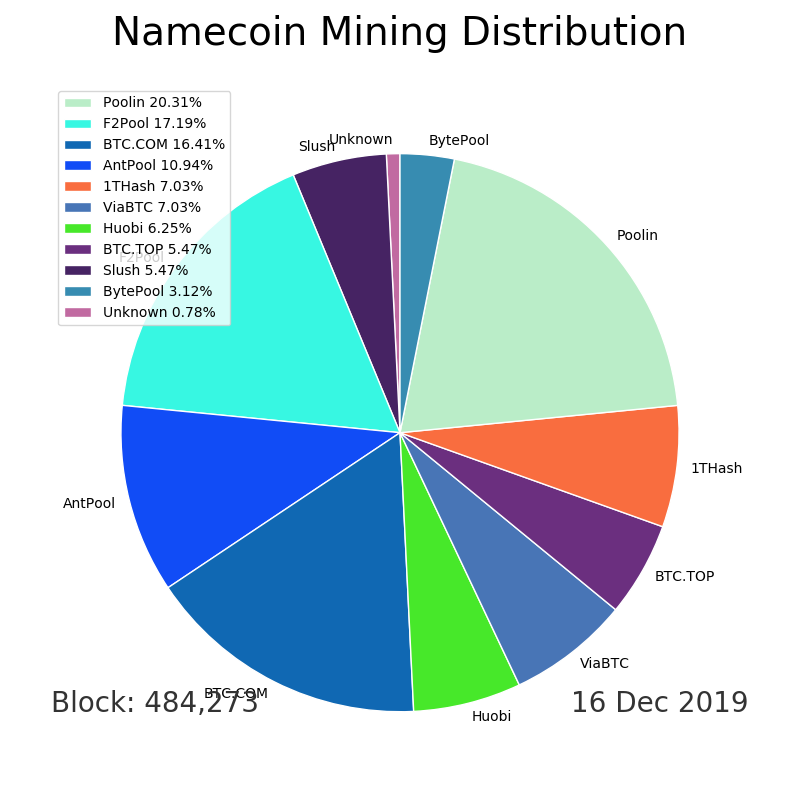 Namecoin Mining Distribution
Poolin 20.31%
F2Pool 17.19%
BTC.COM 16.41%
AntPool 10.94%
1THash 7.03%
ViaBTC 7.03%
Huobi 6.25%
BTC.TOP 5.47%
Slush 5.47%
BytePool 3.12%
Unknown 0.78%
Slush
Unknown
BytePool
Poolin
F2Pool
1THash
AntPool
BTC.TOP
ViaBTC
BTC.COM
Huobi
Block: 484,273
16 Dec 2019